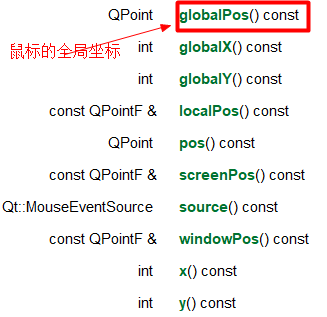 QPoint globalPos() const
鼠标的全局坐标
int globalX() const
int globalY() const
const QPointF & localPos() const
QPoint pos() const
const QPointF & screenPos() const
Qt::MouseEventSource source() const
const QPointF & windowPos() const
int x() const
int y() const